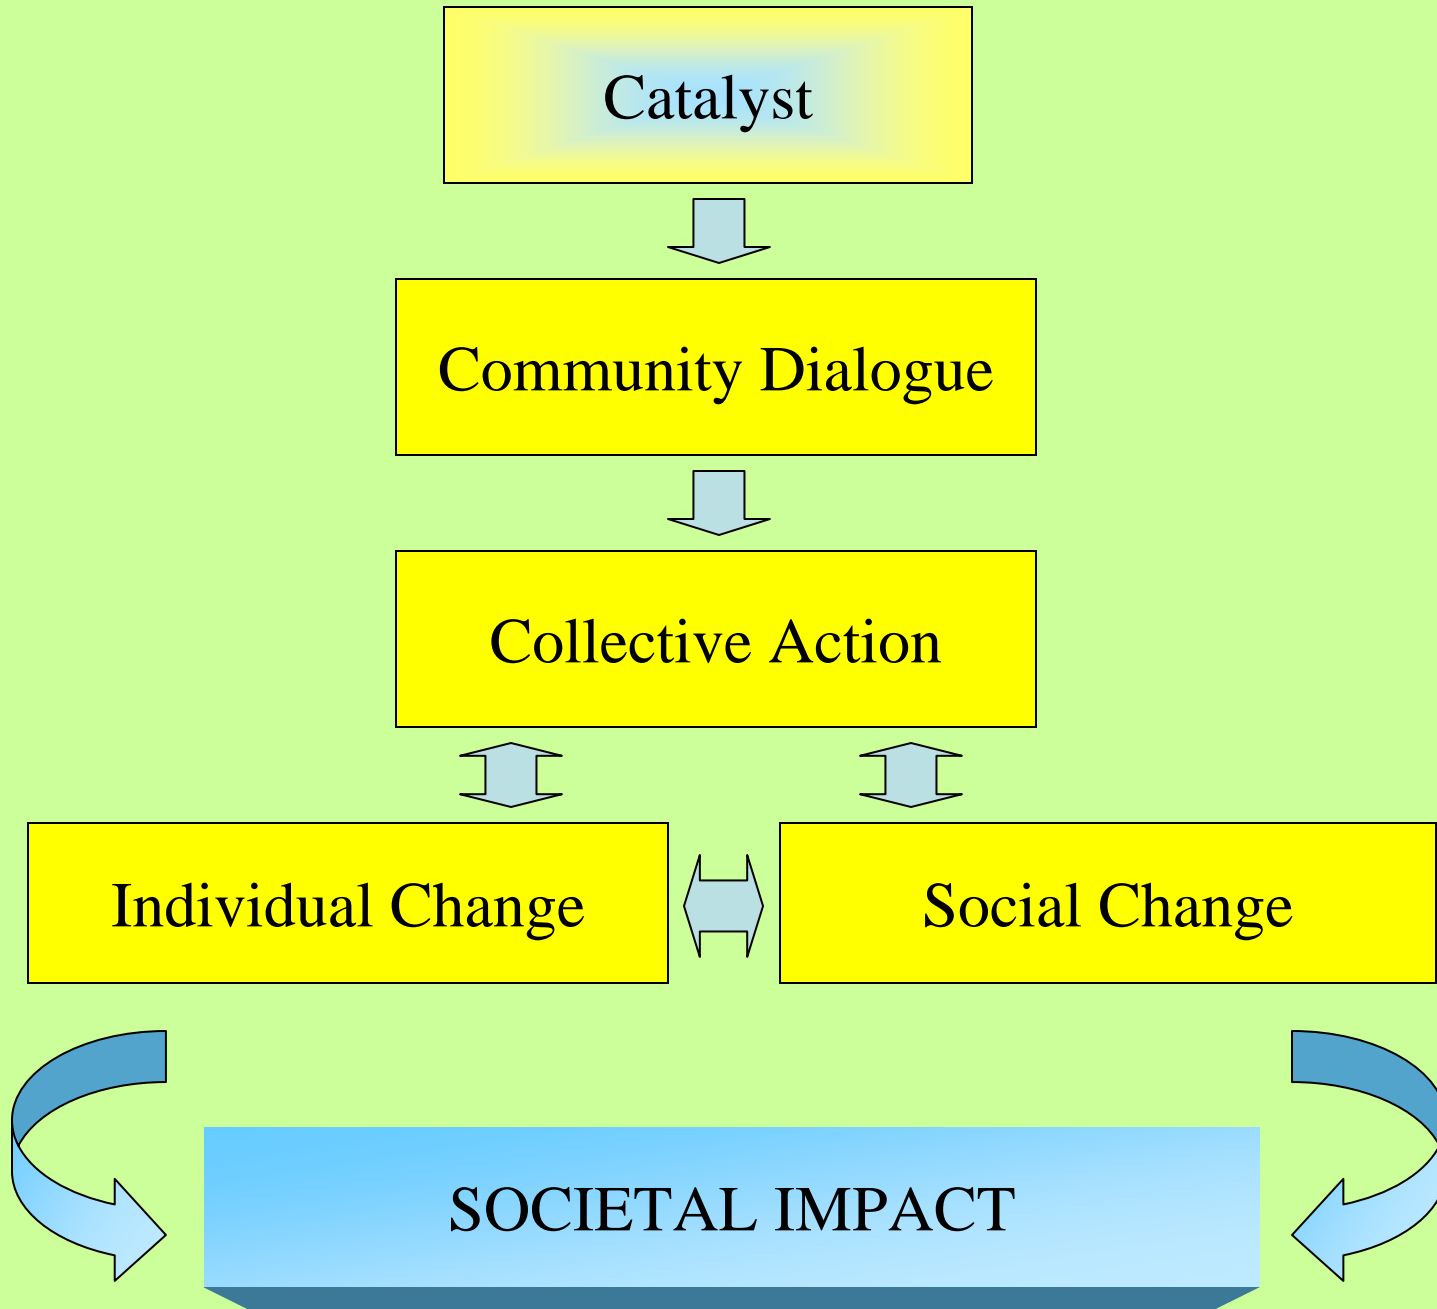 Catalyst
Community Dialogue
Collective Action
Individual Change
Social Change
SOCIETAL IMPACT